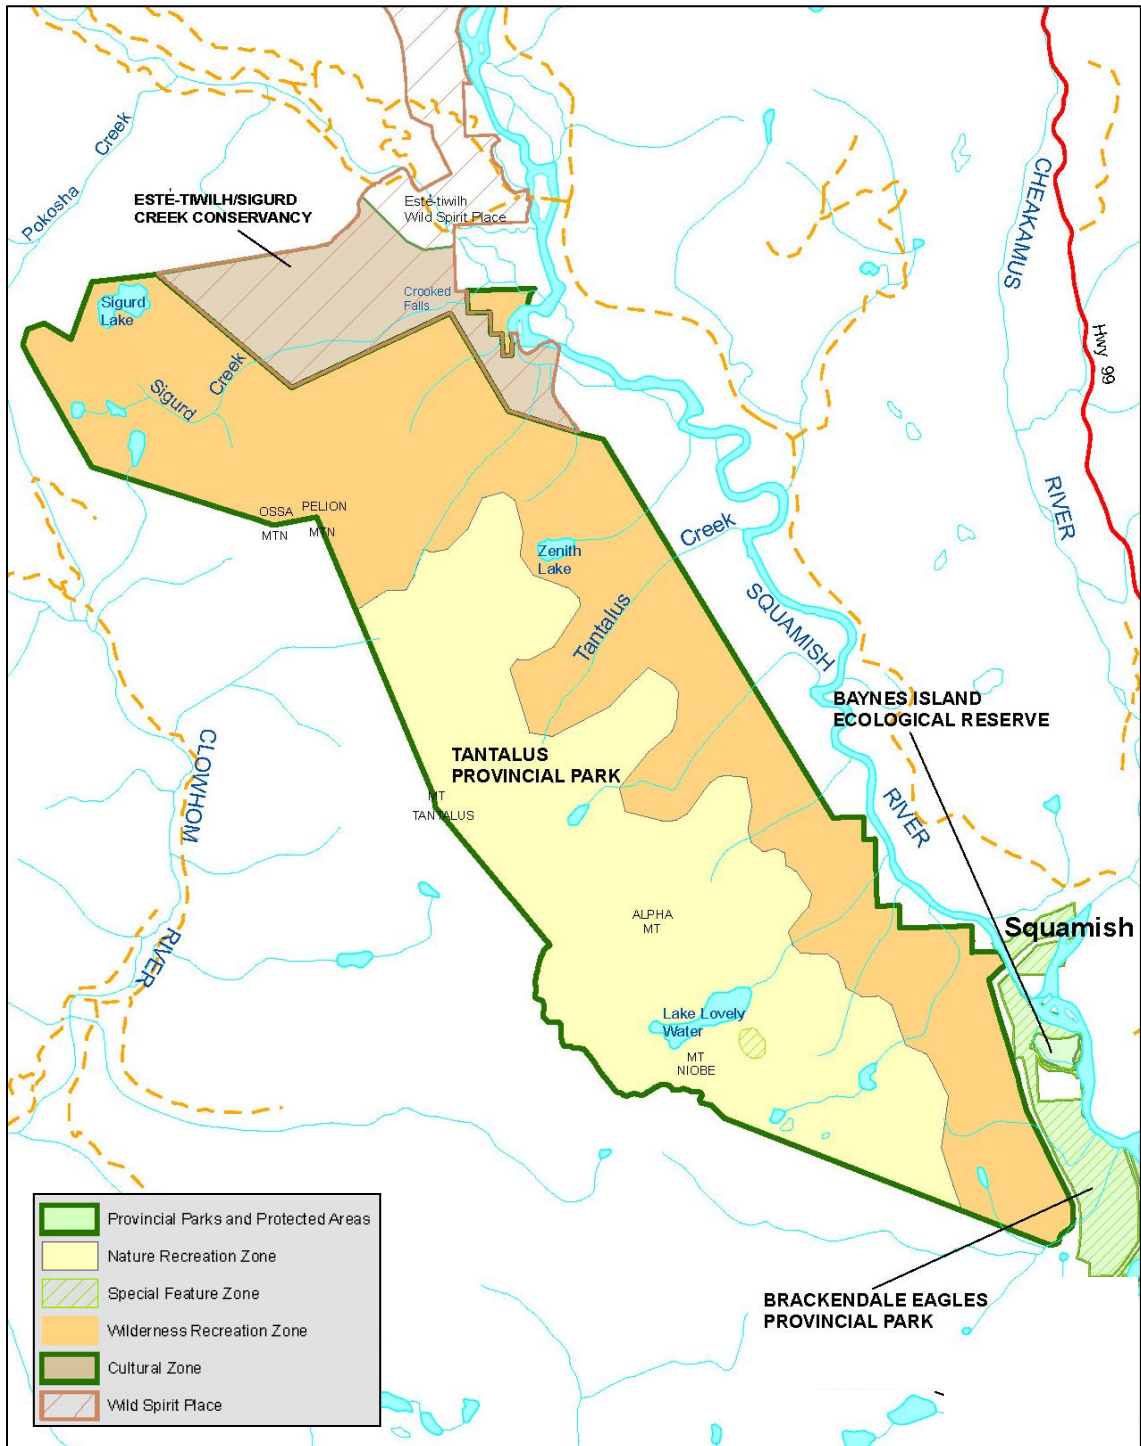 Pokosha Creek
ESTÉ-TIWILH/SIGURD
CREEK CONSERVANCY
Esté-tiwilh
Wild Spirit Place
CHEAKAMUS
RIVER
Hwy 99
Sigurd
Lake
Crooked
Falls
Sigurd Creek
OSSA
MTN
PELION
MTN
Zenith
Lake
Tantalus Creek
SQUAMISH
RIVER
BAYNES ISLAND
ECOLOGICAL RESERVE
CLOWHOM
RIVER
TANTALUS
PROVINCIAL PARK
MT
TANTALUS
ALPHA
MT
Squamish
Lake Lovely
Water
MT
NIOBE
BRACKENDALE EAGLES
PROVINCIAL PARK
Provincial Parks and Protected Areas
Nature Recreation Zone
Special Feature Zone
Wilderness Recreation Zone
Cultural Zone
Wild Spirit Place